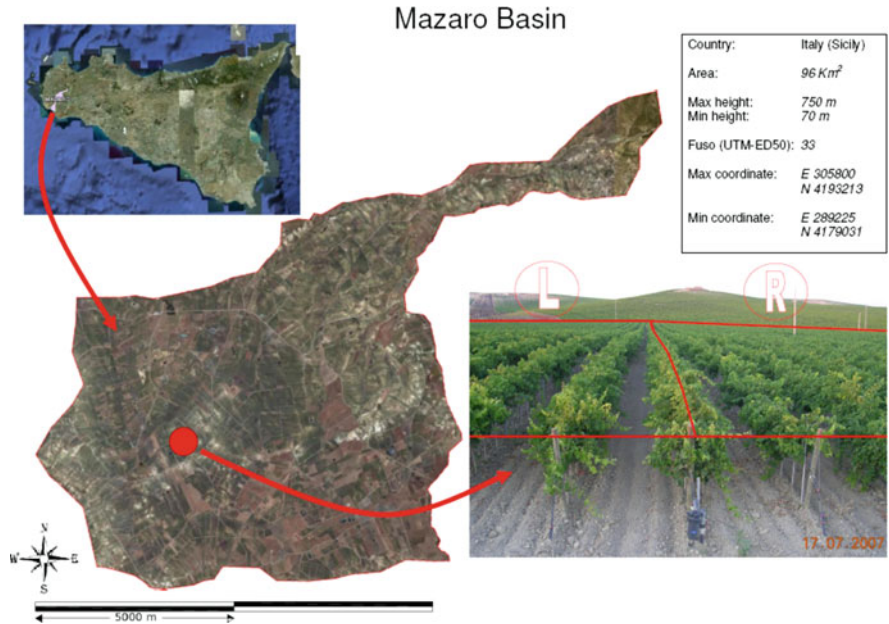 Mazaro Basin
Country: Italy (Sicily)
Area: 96 Km²
Max height: 750 m
Min height: 70 m
Fuso (UTM-ED50): 33
Max coordinate: E 305800
N 4193213
Min coordinate: E 289225
N 4179031
L R
17.07.2007
N
W E
S
5000 m